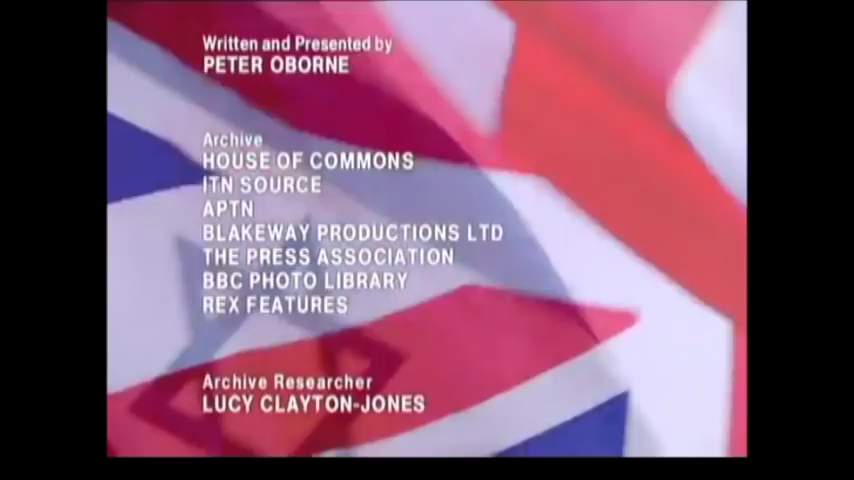 Written and Presented by
PETER OBORNE
Archive
HOUSE OF COMMONS
ITN SOURCE
APTN
BLAKEWAY PRODUCTIONS LTD
THE PRESS ASSOCIATION
BBC PHOTO LIBRARY
REX FEATURES
Archive Researcher
LUCY CLAYTON-JONES